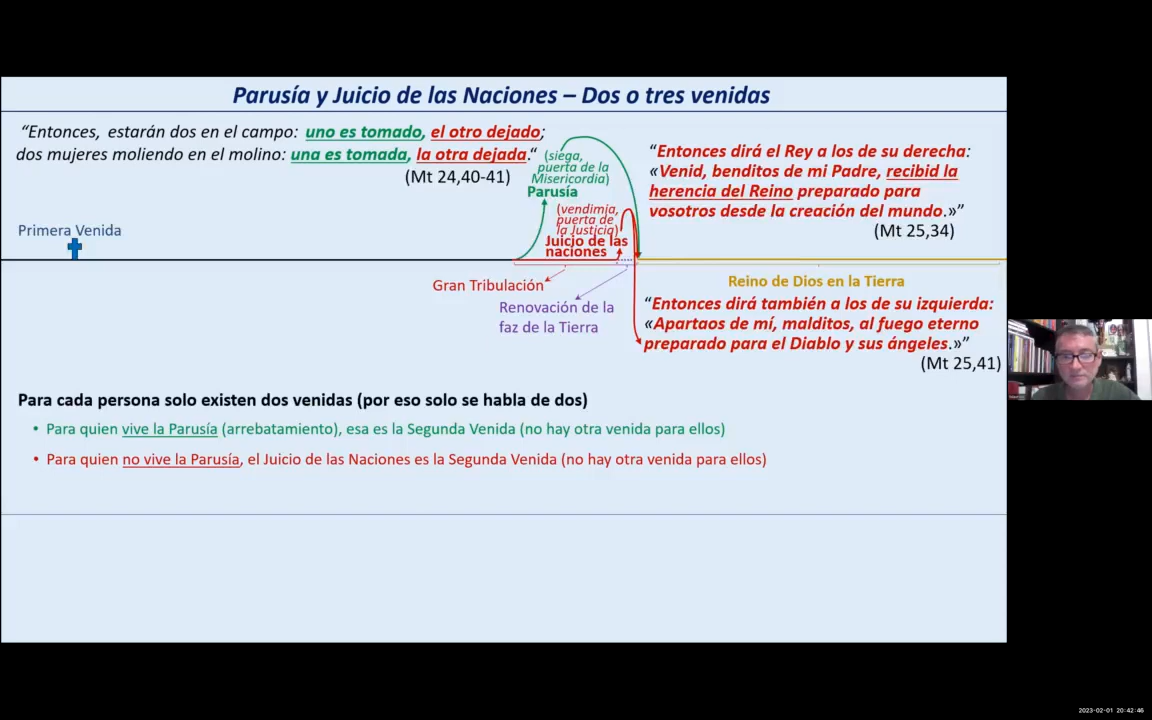 Parusía y Juicio de las Naciones – Dos o tres venidas
“Entonces, estarán dos en el campo: uno es tomado, el otro dejado;
dos mujeres moliendo en el molino: una es tomada, la otra dejada.“
(Mt 24,40-41)
(siega,
puerta de la
Misericordia)
Parusía
(vendimia,
puerta de
la Justicia)
Juicio de las
naciones
“Entonces dirá el Rey a los de su derecha:
«Venid, benditos de mi Padre, recibid la
herencia del Reino preparado para
vosotros desde la creación del mundo.»”
(Mt 25,34)
Primera Venida
Gran Tribulación
Renovación de la
faz de la Tierra
Reino de Dios en la Tierra
“Entonces dirá también a los de su izquierda:
«Apartaos de mí, malditos, al fuego eterno
preparado para el Diablo y sus ángeles.»”
(Mt 25,41)
Para cada persona solo existen dos venidas (por eso solo se habla de dos)
• Para quien vive la Parusía (arrebatamiento), esa es la Segunda Venida (no hay otra venida para ellos)
• Para quien no vive la Parusía, el Juicio de las Naciones es la Segunda Venida (no hay otra venida para ellos)
2023-02-01 20:42:46